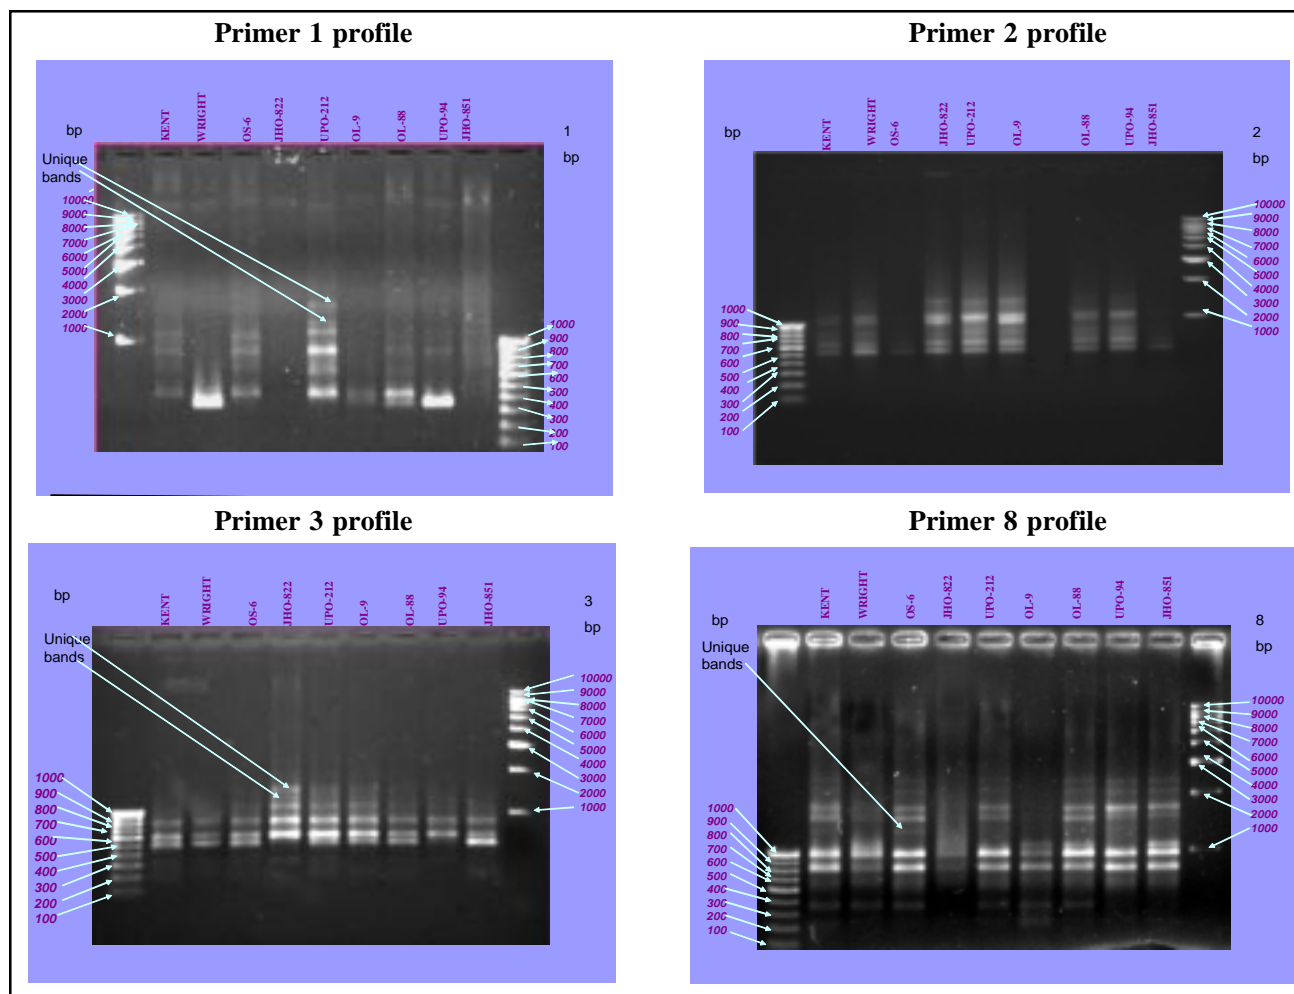 Primer 1 profile
KENT
WRIGHT
OS-6
JHO-822
UPO-212
OL-9
OL-88
UPO-94
JHO-851
bp
1
bp
Unique
bands
10000
9000
8000
7000
6000
5000
4000
3000
2000
1000
1000
900
800
700
600
500
400
300
200
100
Primer 2 profile
KENT
WRIGHT
OS-6
JHO-822
UPO-212
OL-9
OL-88
UPO-94
JHO-851
bp
2
bp
1000
900
800
700
600
500
400
300
200
100
10000
9000
8000
7000
6000
5000
4000
3000
2000
1000
Primer 3 profile
KENT
WRIGHT
OS-6
JHO-822
UPO-212
OL-9
OL-88
UPO-94
JHO-851
bp
3
bp
Unique
bands
1000
900
800
700
600
500
400
300
200
100
10000
9000
8000
7000
6000
5000
4000
3000
2000
1000
Primer 8 profile
KENT
WRIGHT
OS-6
JHO-822
UPO-212
OL-9
OL-88
UPO-94
JHO-851
bp
8
bp
Unique
bands
1000
900
800
700
600
500
400
300
200
100
10000
9000
8000
7000
6000
5000
4000
3000
2000
1000